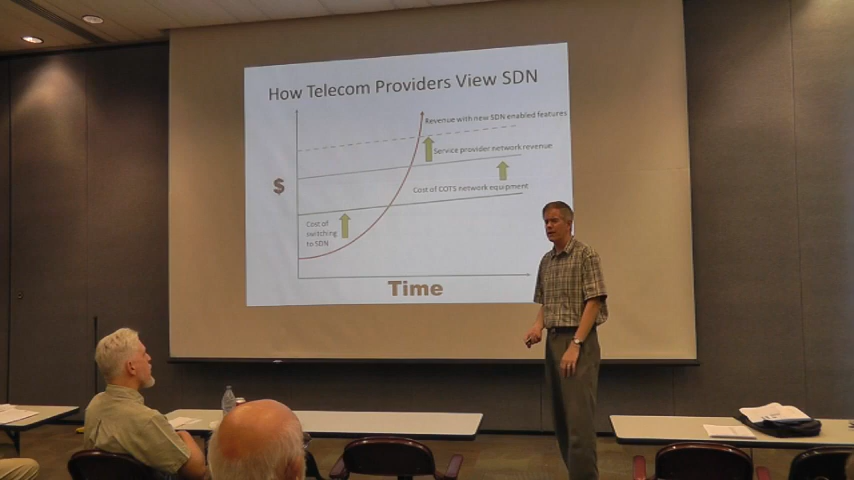 How Telecom Providers View SDN
Revenue with new SDN enabled features
Service provider network revenue
$
Cost of COTS network equipment
Cost of
switching
to SDN
Time